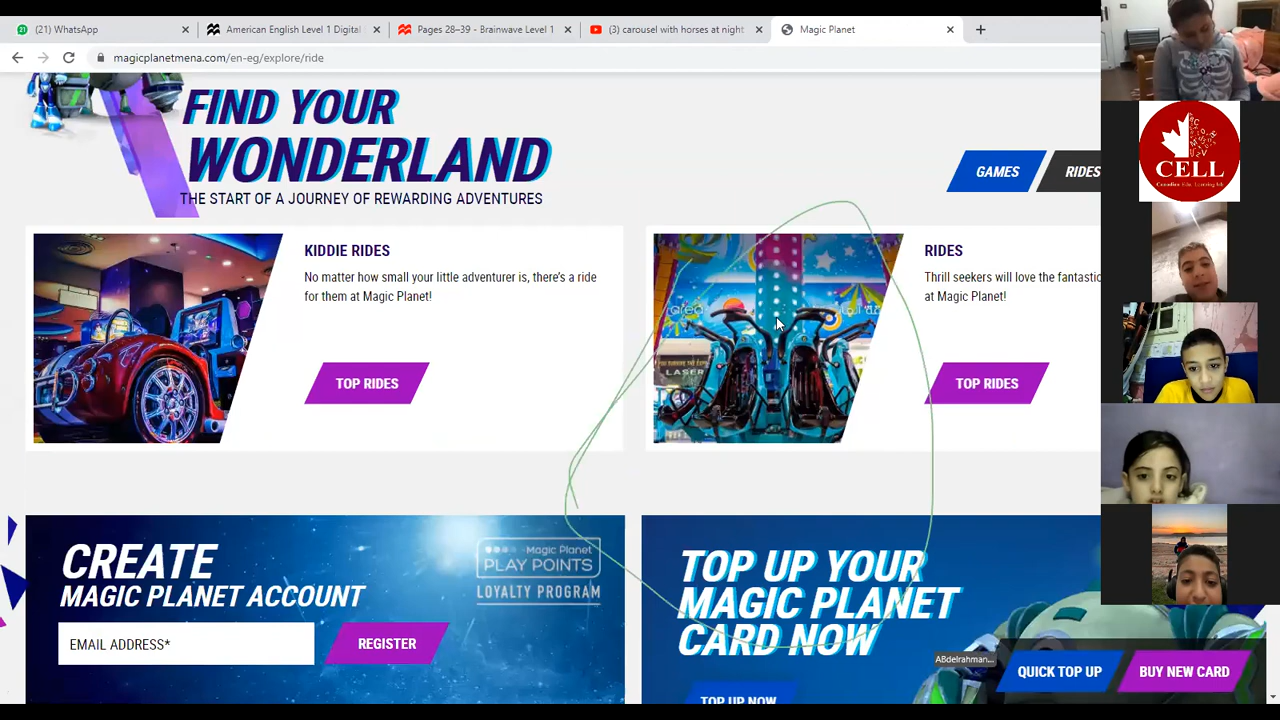 (21) WhatsApp
American English Level 1 Digital
Pages 28–39 - Brainwave Level 1
(3) carousel with horses at night
Magic Planet
magicplanetmena.com/en-eg/explore/ride
FIND YOUR
WONDERLAND
THE START OF A JOURNEY OF REWARDING ADVENTURES
GAMES
RIDES
KIDDIE RIDES
No matter how small your little adventurer is, there's a ride
for them at Magic Planet!
TOP RIDES
RIDES
Thrill seekers will love the fantastic
at Magic Planet!
TOP RIDES
LASER
CREATE
MAGIC PLANET ACCOUNT
Magic Planet
PLAY POINTS
LOYALTY PROGRAM
EMAIL ADDRESS*
REGISTER
TOP UP YOUR
MAGIC PLANET
CARD NOW
TOP UP NOW
ABdelrahman...
QUICK TOP UP
BUY NEW CARD
CELL